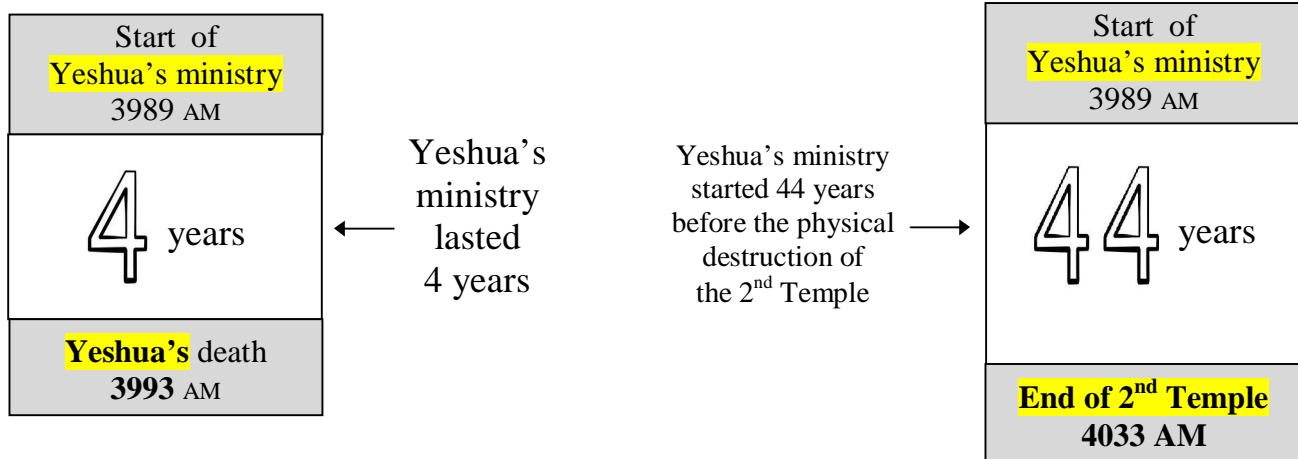 Start of
Yeshua’s ministry
3989 AM
4 years
Yeshua’s death
3993 AM
Yeshua’s
ministry
lasted
4 years
Yeshua’s ministry
started 44 years
before the physical
destruction of
the 2nd Temple
Start of
Yeshua’s ministry
3989 AM
44 years
End of 2nd Temple
4033 AM